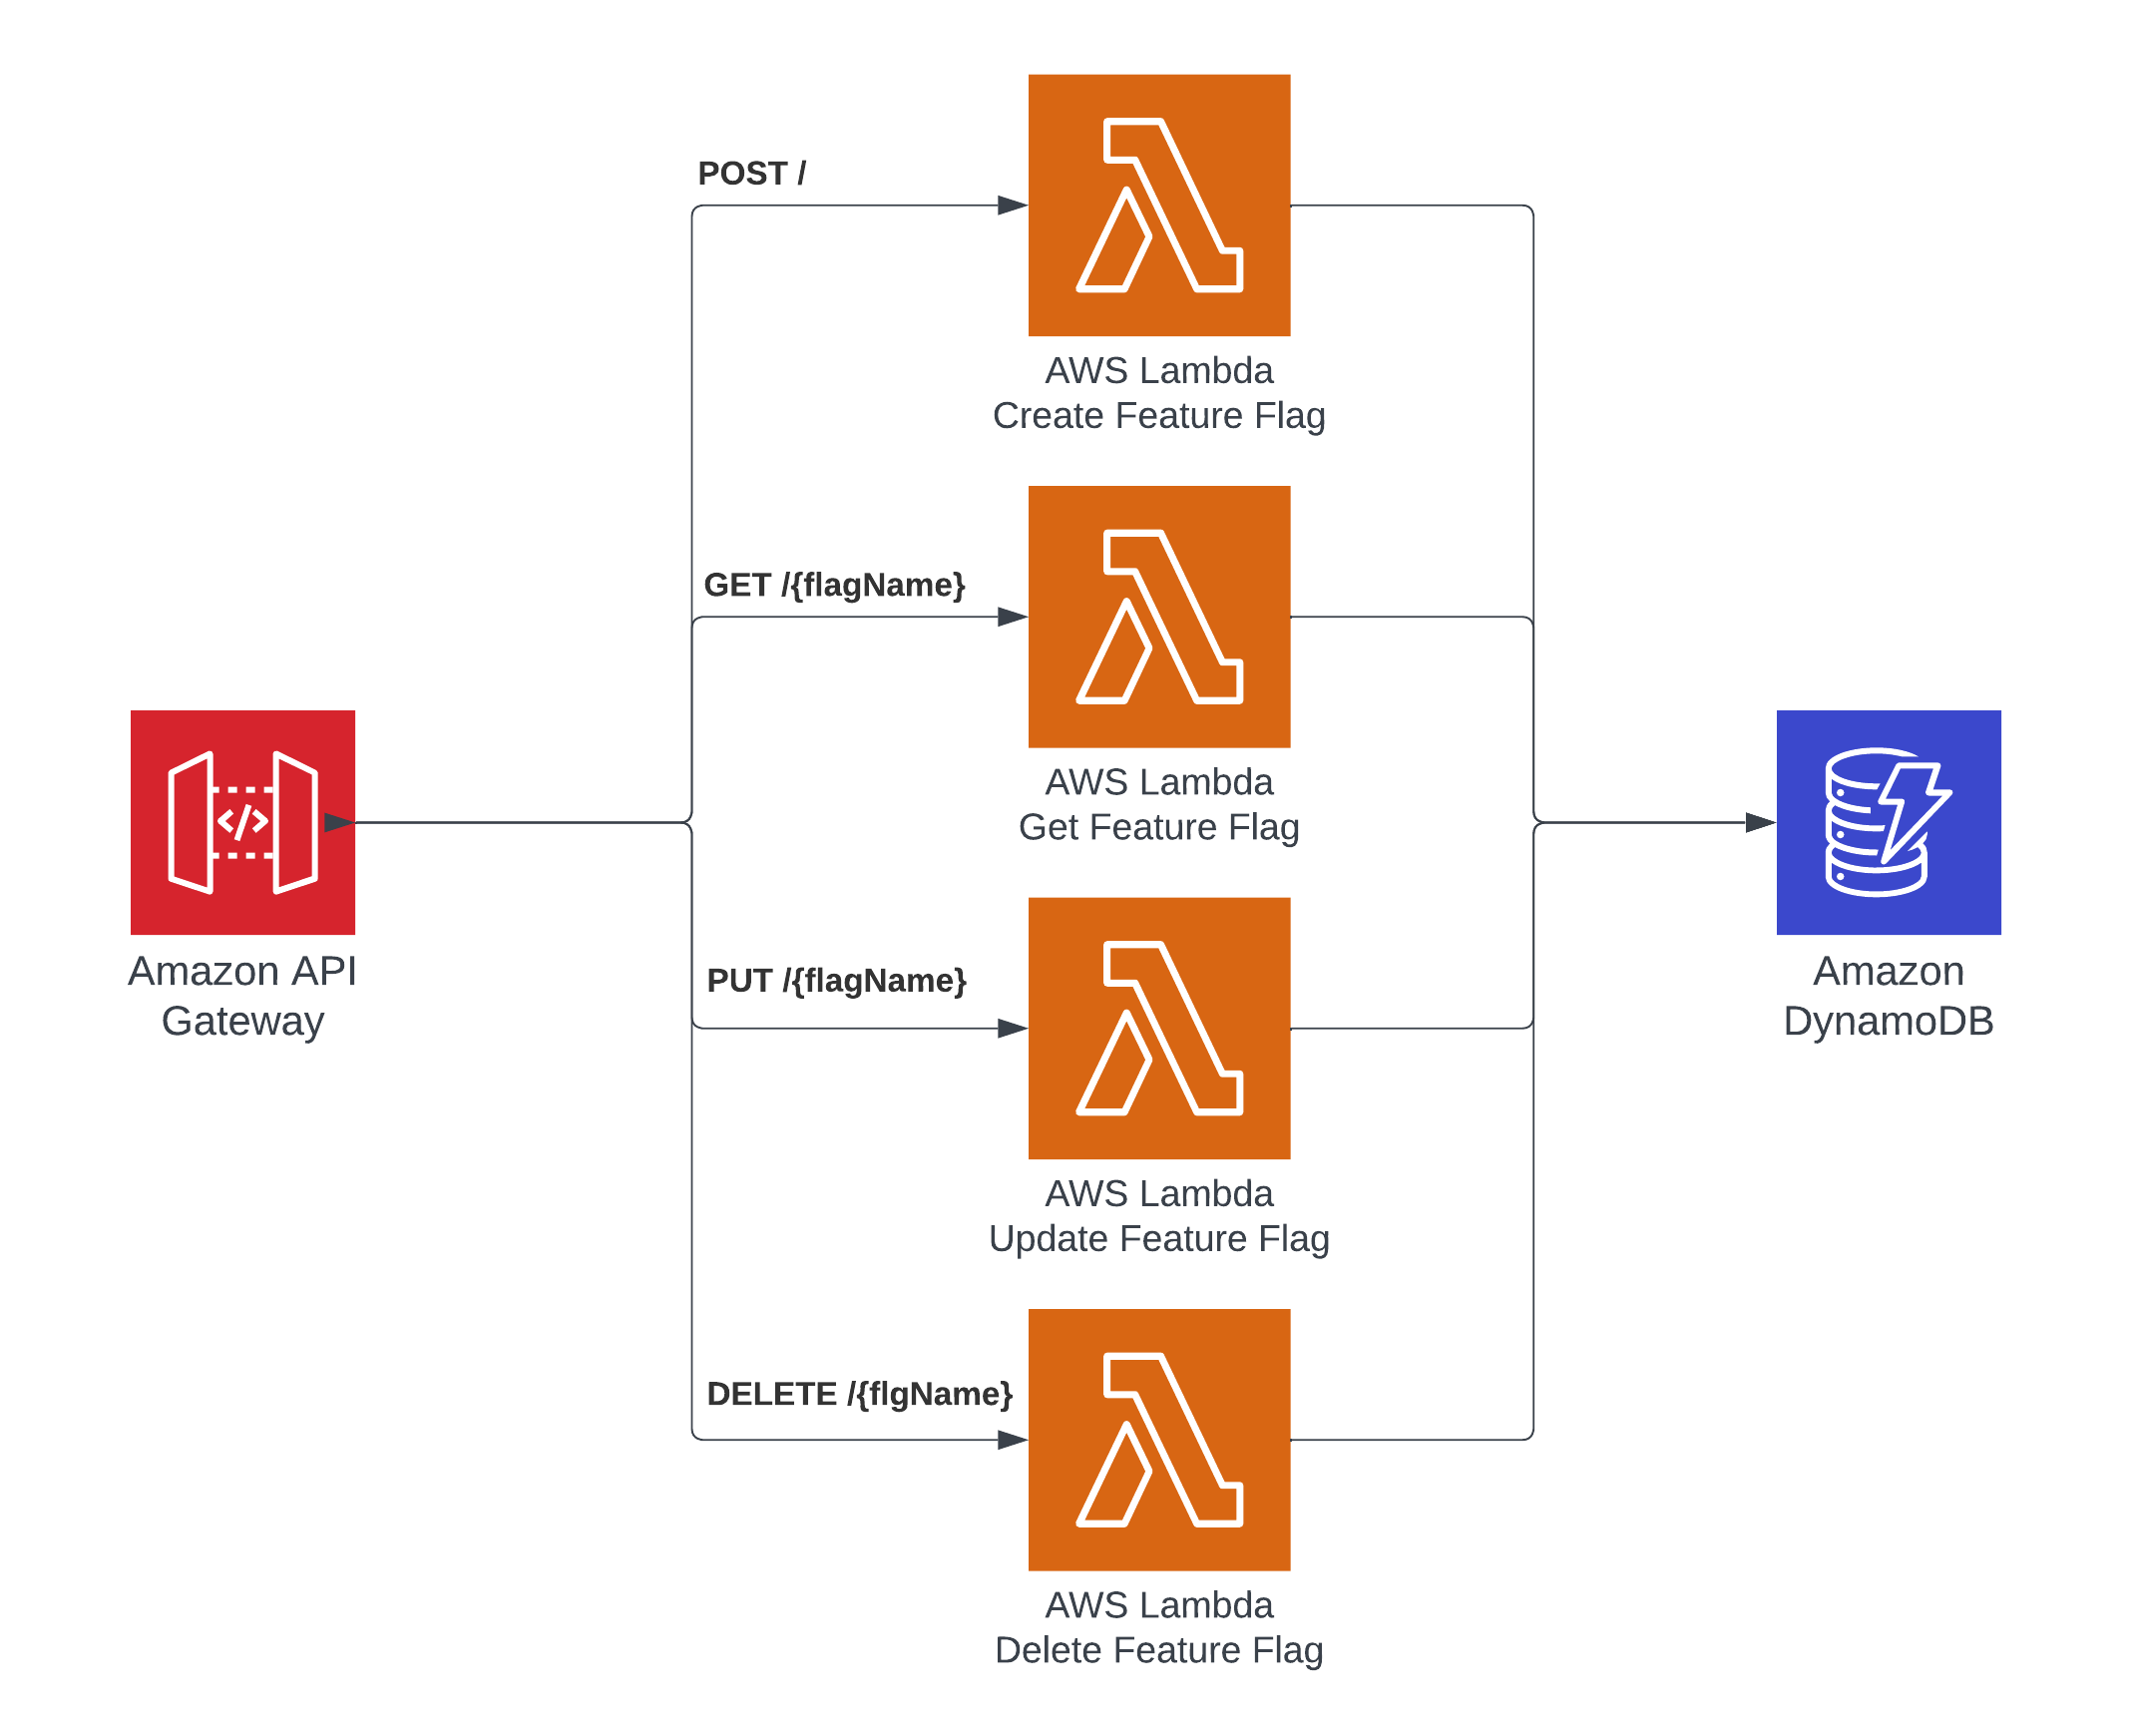 POST /
AWS Lambda
Create Feature Flag
GET /{flagName}
AWS Lambda
Get Feature Flag
</>
Amazon API
Gateway
Amazon
DynamoDB
PUT /{flagName}
AWS Lambda
Update Feature Flag
DELETE /{flgName}
AWS Lambda
Delete Feature Flag